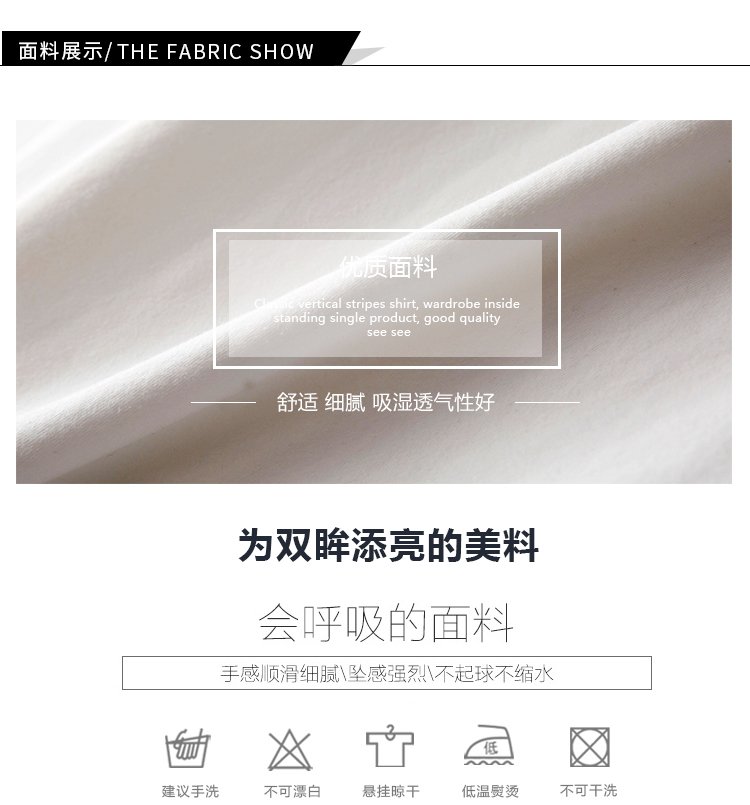 面料展示/THE FABRIC SHOW
优质面料
Classic vertical stripes shirt, wardrobe inside
standing single product, good quality
see see
舒适 细腻 吸湿透气性好
为双眸添亮的美料
会呼吸的面料
手感顺滑细腻\坠感强烈\不起球不缩水
低
建议手洗 不可漂白 悬挂晾干 低温熨烫 不可干洗